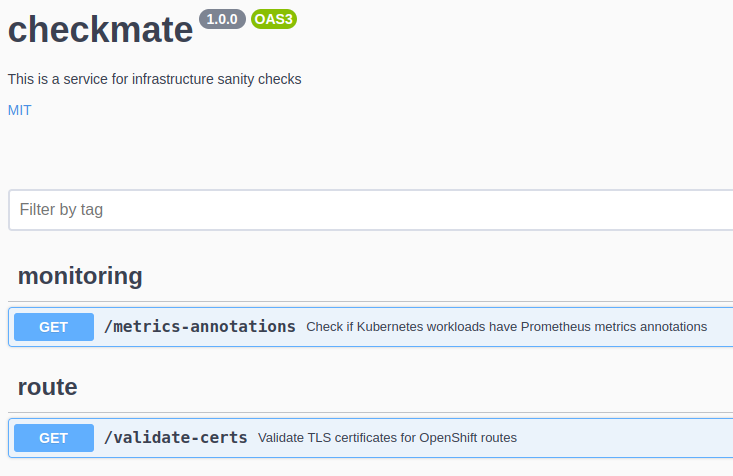 checkmate 1.0.0 OAS3
This is a service for infrastructure sanity checks
MIT
Filter by tag
monitoring
GET /metrics-annotations Check if Kubernetes workloads have Prometheus metrics annotations
route
GET /validate-certs Validate TLS certificates for OpenShift routes